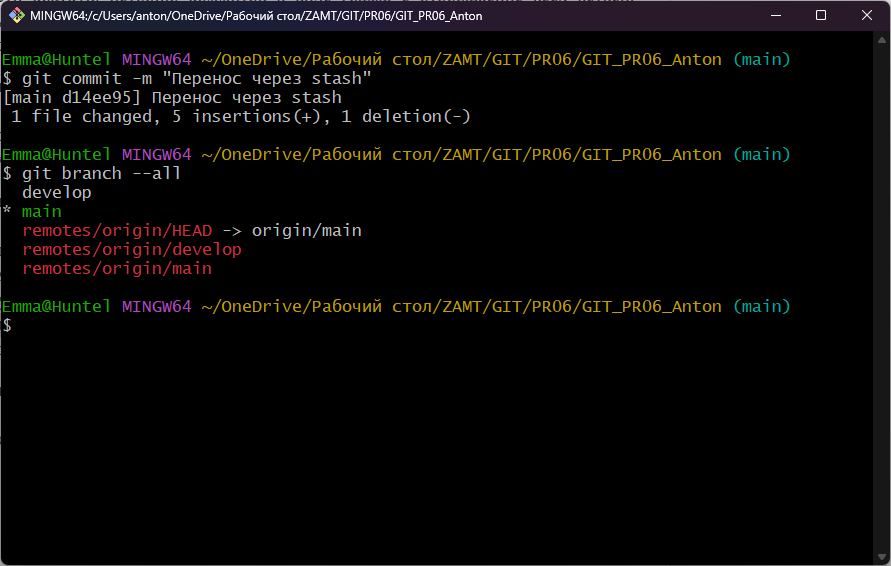 MINGW64:/c/Users/anton/OneDrive/Рабочий стол/ZAMT/GIT/PR06/GIT_PR06_Anton
Emma@Huntel MINGW64 ~/OneDrive/Рабочий стол/ZAMT/GIT/PR06/GIT_PR06_Anton (main)
$ git commit -m "Перенос через stash"
[main d14ee95] Перенос через stash
 1 file changed, 5 insertions(+), 1 deletion(-)
Emma@Huntel MINGW64 ~/OneDrive/Рабочий стол/ZAMT/GIT/PR06/GIT_PR06_Anton (main)
$ git branch --all
  develop
* main
  remotes/origin/HEAD -> origin/main
  remotes/origin/develop
  remotes/origin/main
Emma@Huntel MINGW64 ~/OneDrive/Рабочий стол/ZAMT/GIT/PR06/GIT_PR06_Anton (main)
$